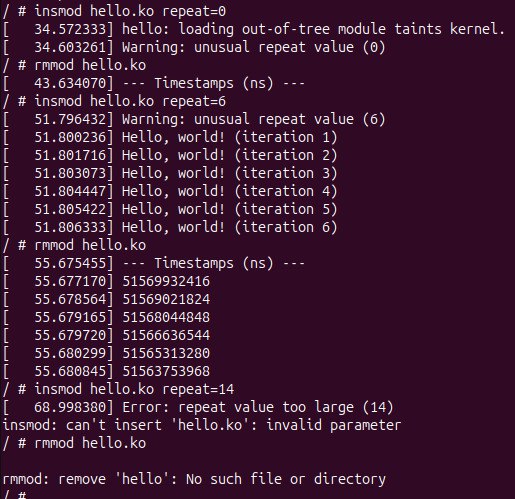 / # insmod hello.ko repeat=0
[   34.572333] hello: loading out-of-tree module taints kernel.
[   34.603261] Warning: unusual repeat value (0)
/ # rmmod hello.ko
[   43.634070] --- Timestamps (ns) ---
/ # insmod hello.ko repeat=6
[   51.796432] Warning: unusual repeat value (6)
[   51.800236] Hello, world! (iteration 1)
[   51.801716] Hello, world! (iteration 2)
[   51.803073] Hello, world! (iteration 3)
[   51.804447] Hello, world! (iteration 4)
[   51.805422] Hello, world! (iteration 5)
[   51.806333] Hello, world! (iteration 6)
/ # rmmod hello.ko
[   55.675455] --- Timestamps (ns) ---
[   55.677170] 51569932416
[   55.678564] 51569021824
[   55.679165] 51568044848
[   55.679720] 51566636544
[   55.680299] 51565313280
[   55.680845] 51563753968
/ # insmod hello.ko repeat=14
[   68.998380] Error: repeat value too large (14)
insmod: can't insert 'hello.ko': invalid parameter
/ # rmmod hello.ko
rmmod: remove 'hello': No such file or directory
/ #